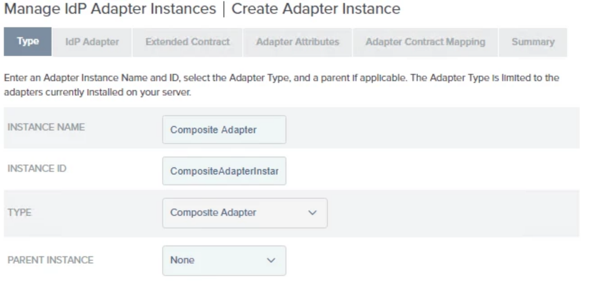 Manage IdP Adapter Instances | Create Adapter Instance
Type IdP Adapter Extended Contract Adapter Attributes Adapter Contract Mapping Summary
Enter an Adapter Instance Name and ID, select the Adapter Type, and a parent if applicable. The Adapter Type is limited to the
adapters currently installed on your server.
INSTANCE NAME Composite Adapter
INSTANCE ID CompositeAdapterInstar
TYPE Composite Adapter
PARENT INSTANCE None